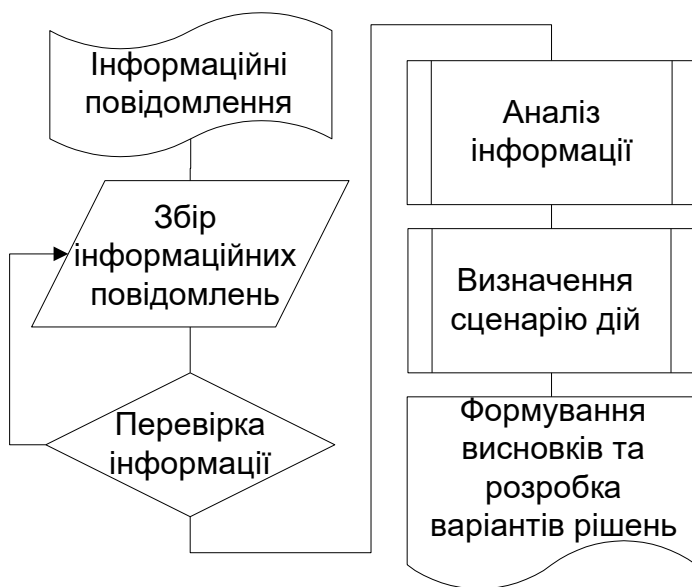 Інформаційні
повідомлення
Збір
інформаційних
повідомлень
Перевірка
інформації
Аналіз
інформації
Визначення
сценарію дій
Формування
висновків та
розробка
варіантів рішень